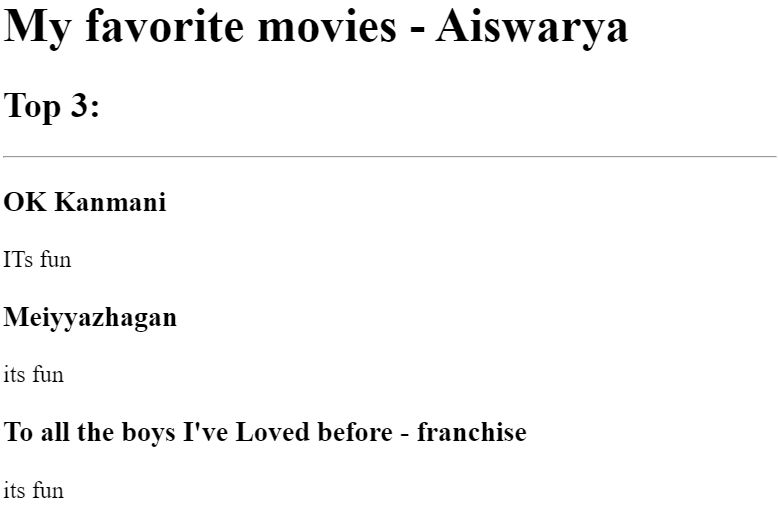 My favorite movies - Aiswarya
Top 3:
OK Kanmani
ITs fun
Meiyyazhagan
its fun
To all the boys I've Loved before - franchise
its fun